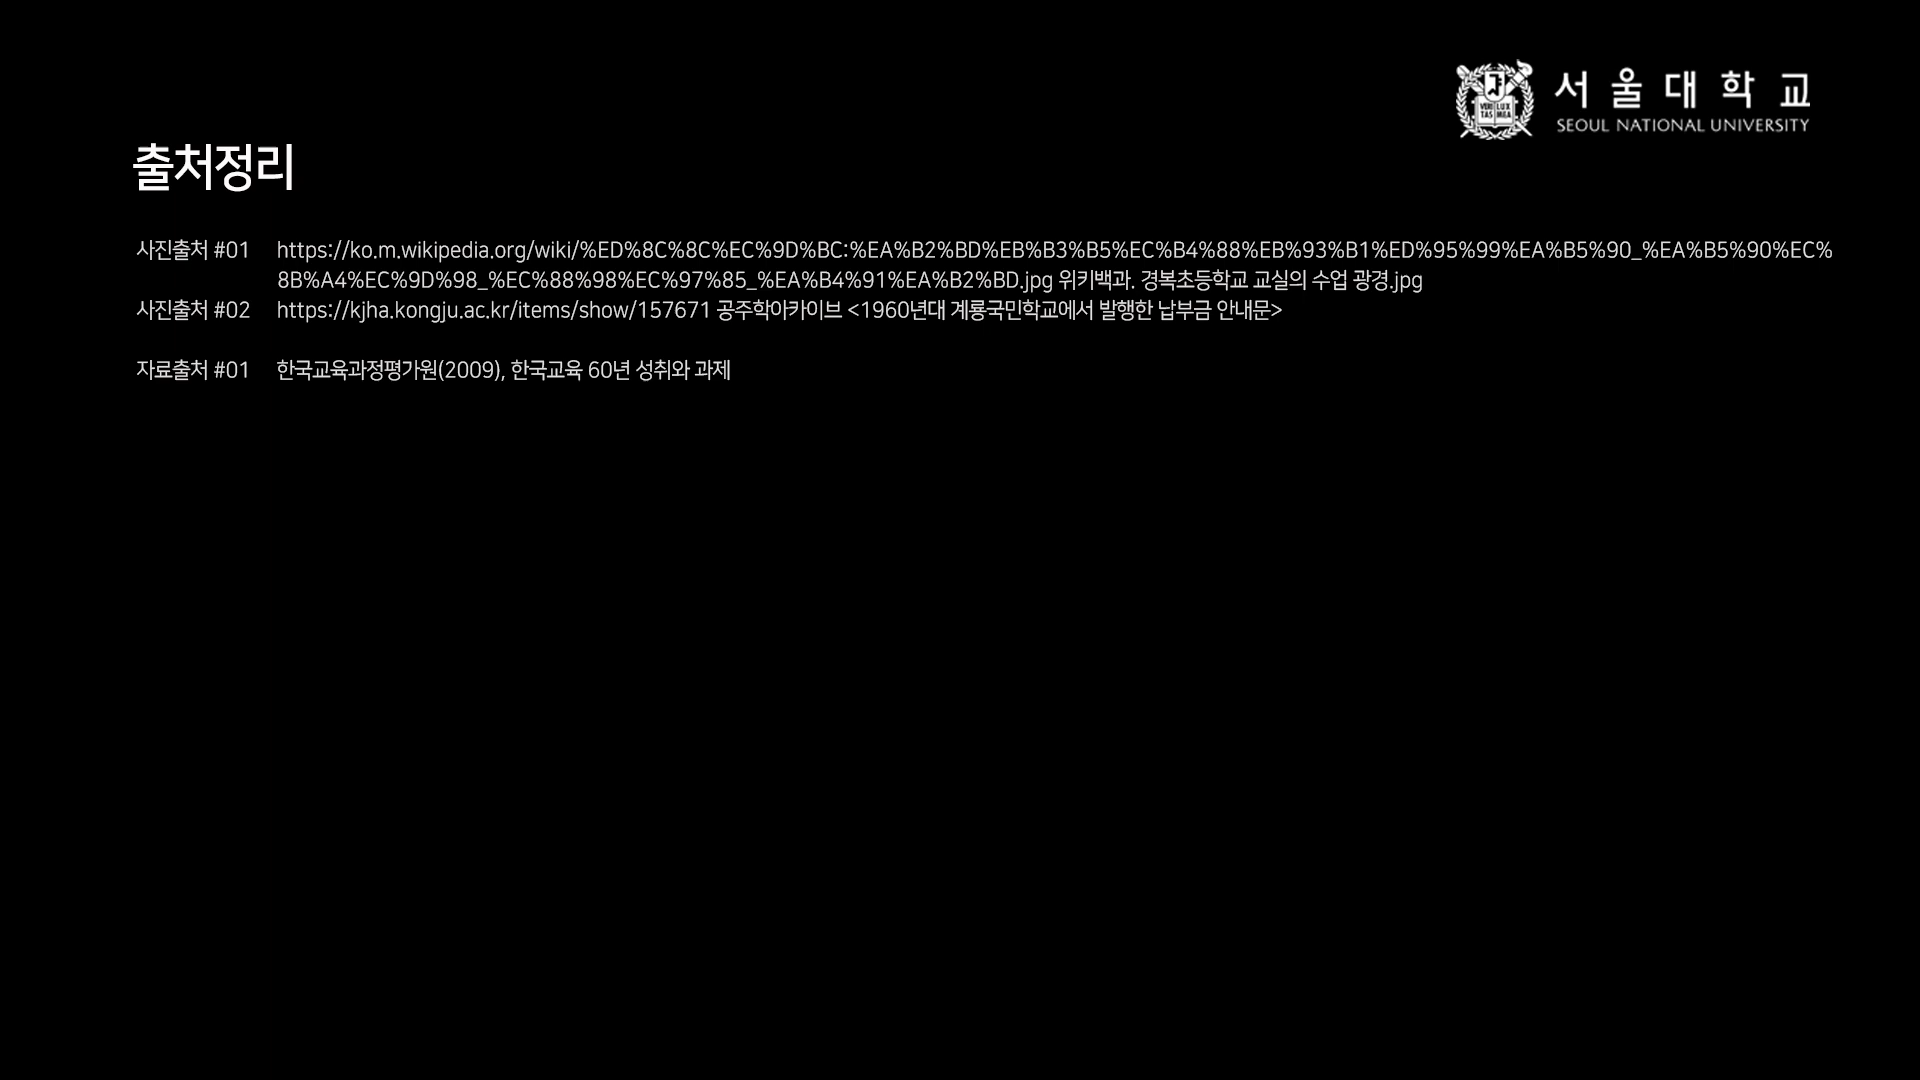 서울대학교
SEOUL NATIONAL UNIVERSITY
VERI LUX
TAS MEA
출처정리
사진출처 #01 https://ko.m.wikipedia.org/wiki/%ED%8C%8C%EC%9D%BC:%EA%B2%BD%EB%B3%B5%EC%B4%88%EB%93%B1%ED%95%99%EA%B5%90_%EA%B5%90%EC%
8B%A4%EC%9D%98_%EC%88%98%EC%97%85_%EA%B4%91%EA%B2%BD.jpg 위키백과. 경복초등학교 교실의 수업 광경.jpg
사진출처 #02 https://kjha.kongju.ac.kr/items/show/157671 공주학아카이브 <1960년대 계룡국민학교에서 발행한 납부금 안내문>
자료출처 #01 한국교육과정평가원(2009), 한국교육 60년 성취와 과제